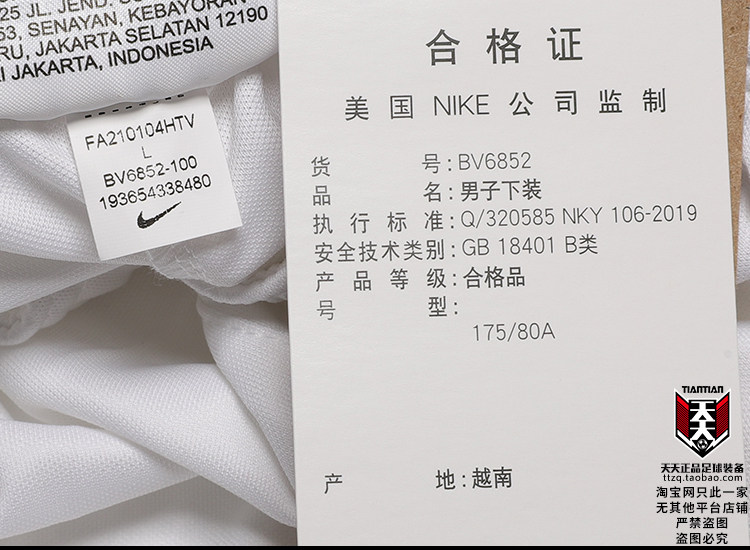 25 JL. JEND.
53, SENAYAN, KEBAYORAN
RU, JAKARTA SELATAN 12190
JAKARTA, INDONESIA
FA210104HTV
L
BV6852-100
193654338480
合格证
美国 NIKE 公司监制
货 号:BV6852
品 名:男子下装
执行标准:Q/320585 NKY 106-2019
安全技术类别:GB 18401 B类
产品等级:合格品
号 型:
175/80A
产 地:越南
TIANTIAN
天天
天天正品足球装备
ttzq.taobao.com
淘宝网只此一家
无其他平台店铺
严禁盗图
盗图必究